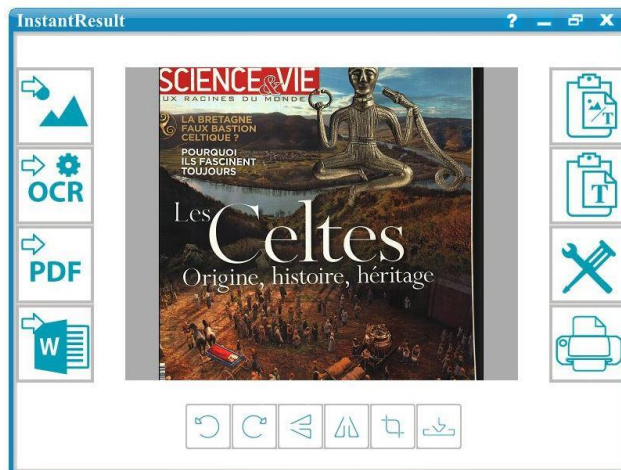 InstantResult
?
SCIENCE&VIE
UX RACINES DU MONDE
LA BRETAGNE
FAUX BASTION
CELTIQUE ?
POURQUOI
ILS FASCINENT
TOUJOURS
Les
Celtes
Origine, histoire, héritage
OCR
PDF
W
T
T